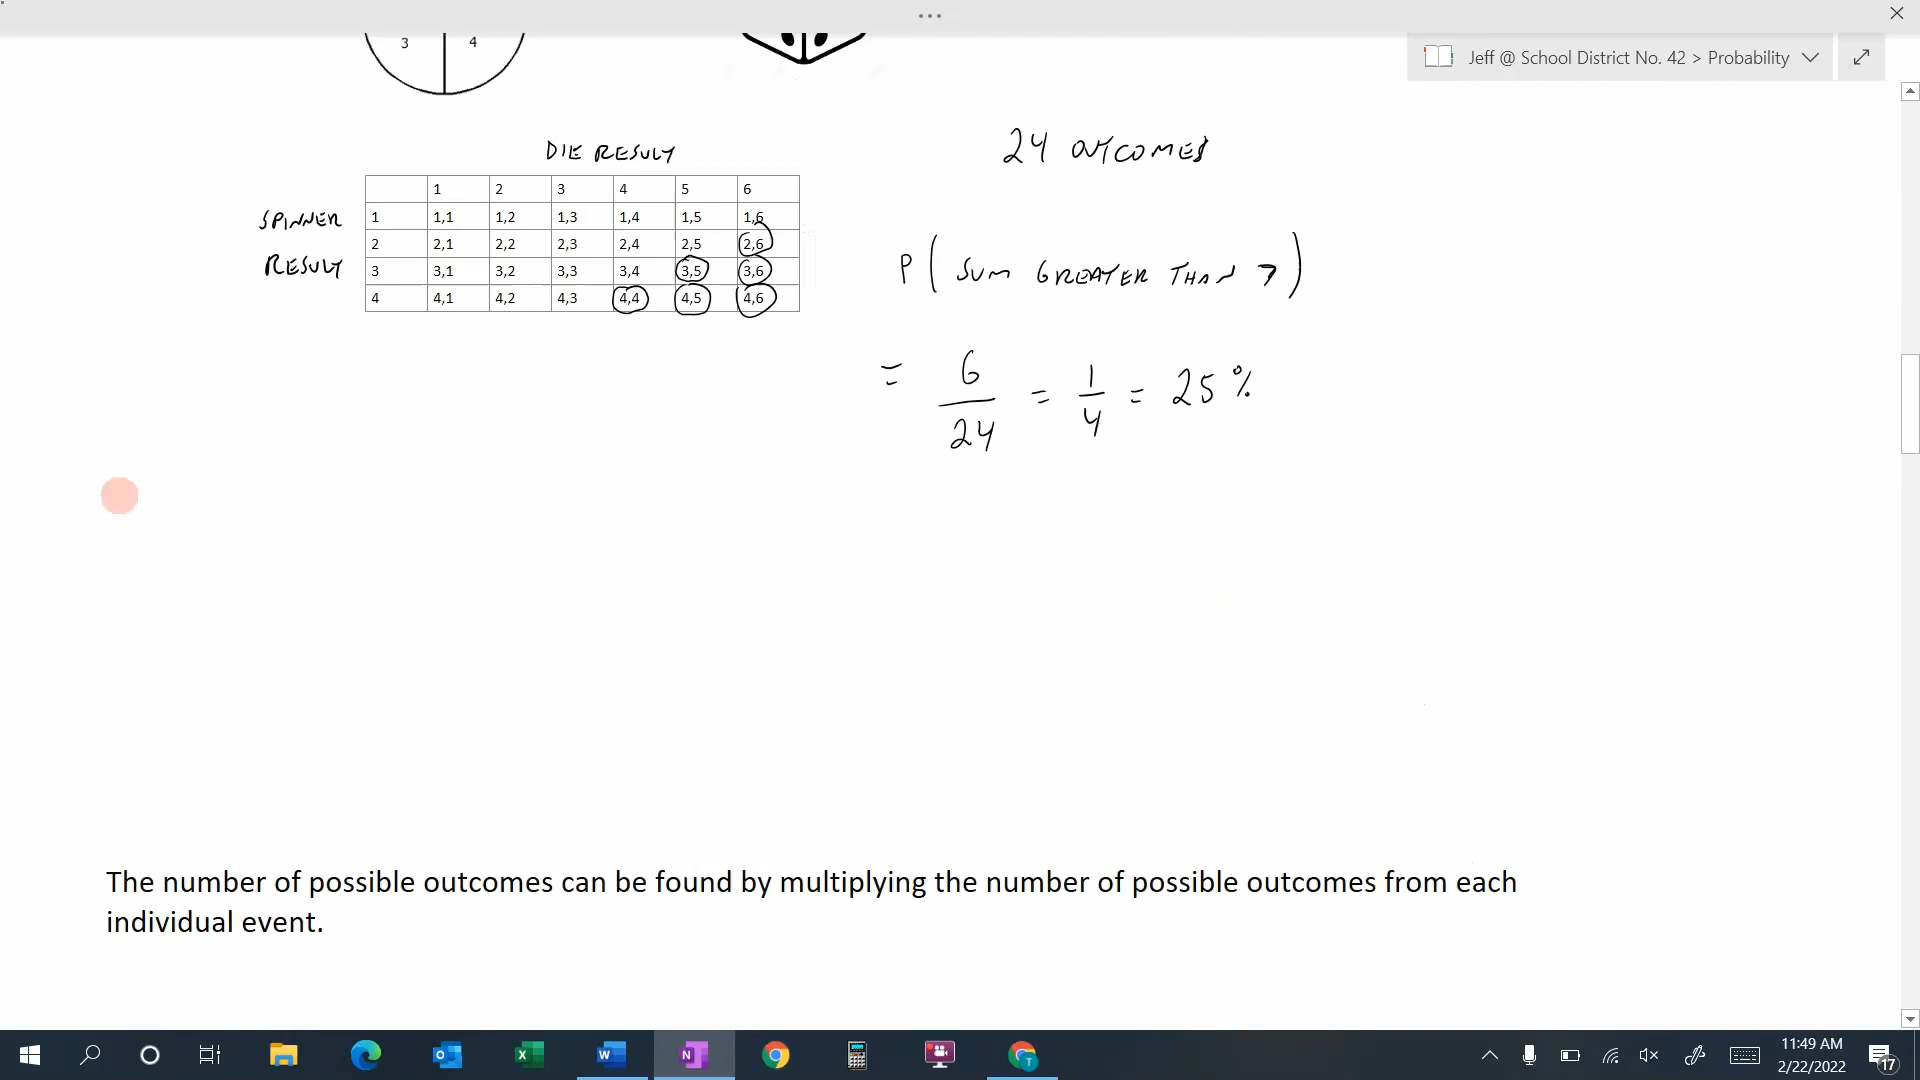 Jeff @ School District No. 42 > Probability
3 4
DIE RESULT
24 OUTCOMES
1 2 3 4 5 6
SPINNER
1 1,1 1,2 1,3 1,4 1,5 1,6
2 2,1 2,2 2,3 2,4 2,5 2,6
RESULT
3 3,1 3,2 3,3 3,4 3,5 3,6
4 4,1 4,2 4,3 4,4 4,5 4,6
P(SUM GREATER THAN 7)
= 6/24 = 1/4 = 25%
The number of possible outcomes can be found by multiplying the number of possible outcomes from each
individual event.
11:49 AM
2/22/2022
17